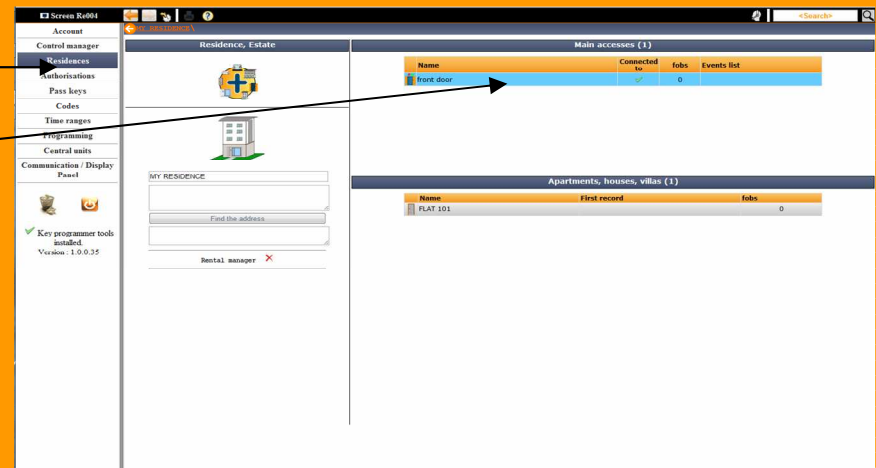 Screen Re004
<Search>
Account
Control manager
Residences
Authorisations
Pass keys
Codes
Time ranges
Programming
Central units
Communication / Display
Panel
Key programmer tools
installed.
Version : 1.0.0.35
MY RESIDENCE\
Residence, Estate
MY RESIDENCE
Find the address
Rental manager
Main accesses (1)
Name Connected to fobs Events list
front door 0
Apartments, houses, villas (1)
Name First record fobs
FLAT 101 0